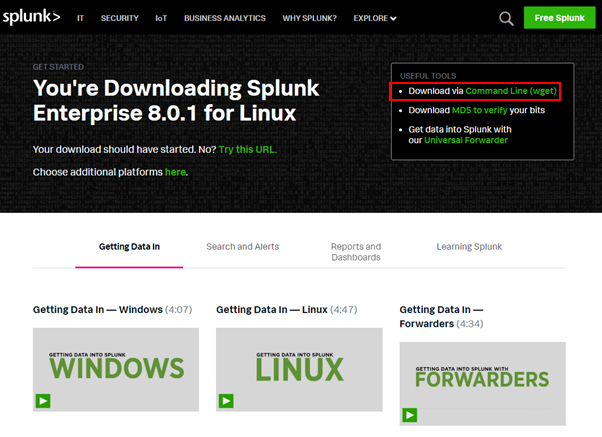 splunk> IT SECURITY IoT BUSINESS ANALYTICS WHY SPLUNK? EXPLORE Free Splunk
GET STARTED
You're Downloading Splunk
Enterprise 8.0.1 for Linux
Your download should have started. No? Try this URL.
Choose additional platforms here.
USEFUL TOOLS
• Download via Command Line (wget)
• Download MD5 to verify your bits
• Get data into Splunk with
our Universal Forwarder
Getting Data In
Search and Alerts
Reports and
Dashboards
Learning Splunk
Getting Data In — Windows (4:07)
GETTING DATA INTO SPLUNK
WINDOWS
Getting Data In — Linux (4:47)
GETTING DATA INTO SPLUNK
LINUX
Getting Data In —
Forwarders (4:34)
GETTING DATA INTO SPLUNK WITH
FORWARDERS